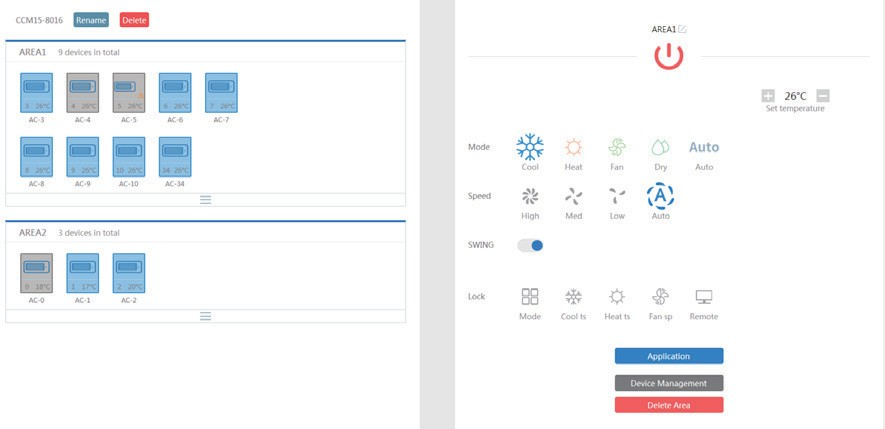 CCM15-8016 Rename Delete
AREA1 9 devices in total
3 26°C 4 26°C 5 26°C 6 26°C 7 26°C
AC-3 AC-4 AC-5 AC-6 AC-7
8 26°C 9 26°C 10 26°C 34 26°C
AC-8 AC-9 AC-10 AC-34
AREA2 3 devices in total
0 18°C 1 17°C 2 20°C
AC-0 AC-1 AC-2
AREA1
26°C
Set temperature
Mode Auto
Cool Heat Fan Dry Auto
Speed A
High Med Low Auto
SWING
Lock
Mode Cool ts Heat ts Fan sp Remote
Application
Device Management
Delete Area